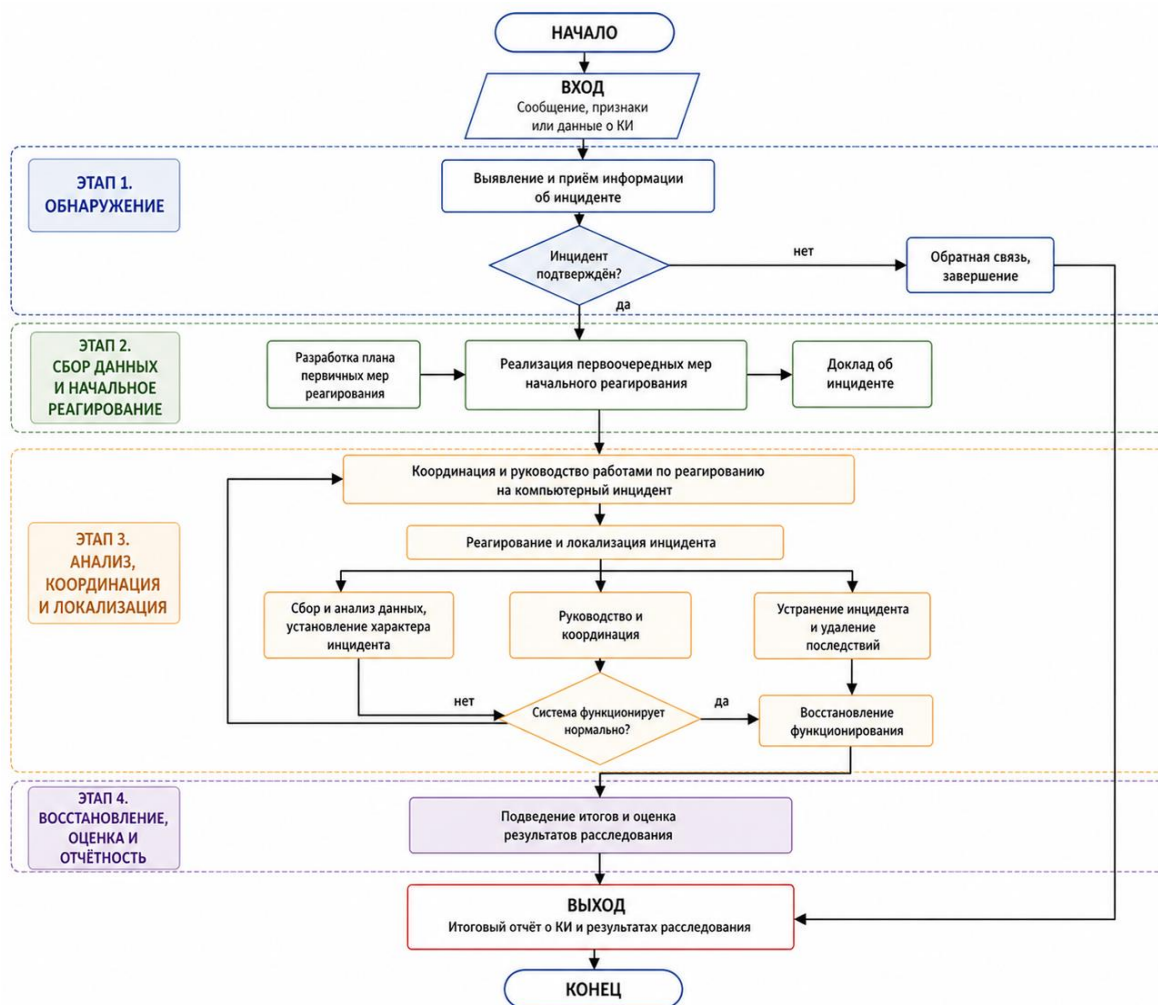 НАЧАЛО
ВХОД
Сообщение, признаки
или данные о КИ
ЭТАП 1.
ОБНАРУЖЕНИЕ
Выявление и приём информации
об инциденте
Инцидент
подтверждён?
нет
Обратная связь,
завершение
да
ЭТАП 2.
СБОР ДАННЫХ
И НАЧАЛЬНОЕ
РЕАГИРОВАНИЕ
Разработка плана
первичных мер
реагирования
Реализация первоочередных мер
начального реагирования
Доклад об
инциденте
ЭТАП 3.
АНАЛИЗ,
КООРДИНАЦИЯ
И ЛОКАЛИЗАЦИЯ
Координация и руководство работами по реагированию
на компьютерный инцидент
Реагирование и локализация инцидента
Сбор и анализ данных,
установление характера
инцидента
Руководство и
координация
Устранение инцидента
и удаление
последствий
нет
Система функционирует
нормально?
да
Восстановление
функционирования
ЭТАП 4.
ВОССТАНОВЛЕНИЕ,
ОЦЕНКА И
ОТЧЁТНОСТЬ
Подведение итогов и оценка
результатов расследования
ВЫХОД
Итоговый отчёт о КИ и результатах расследования
КОНЕЦ